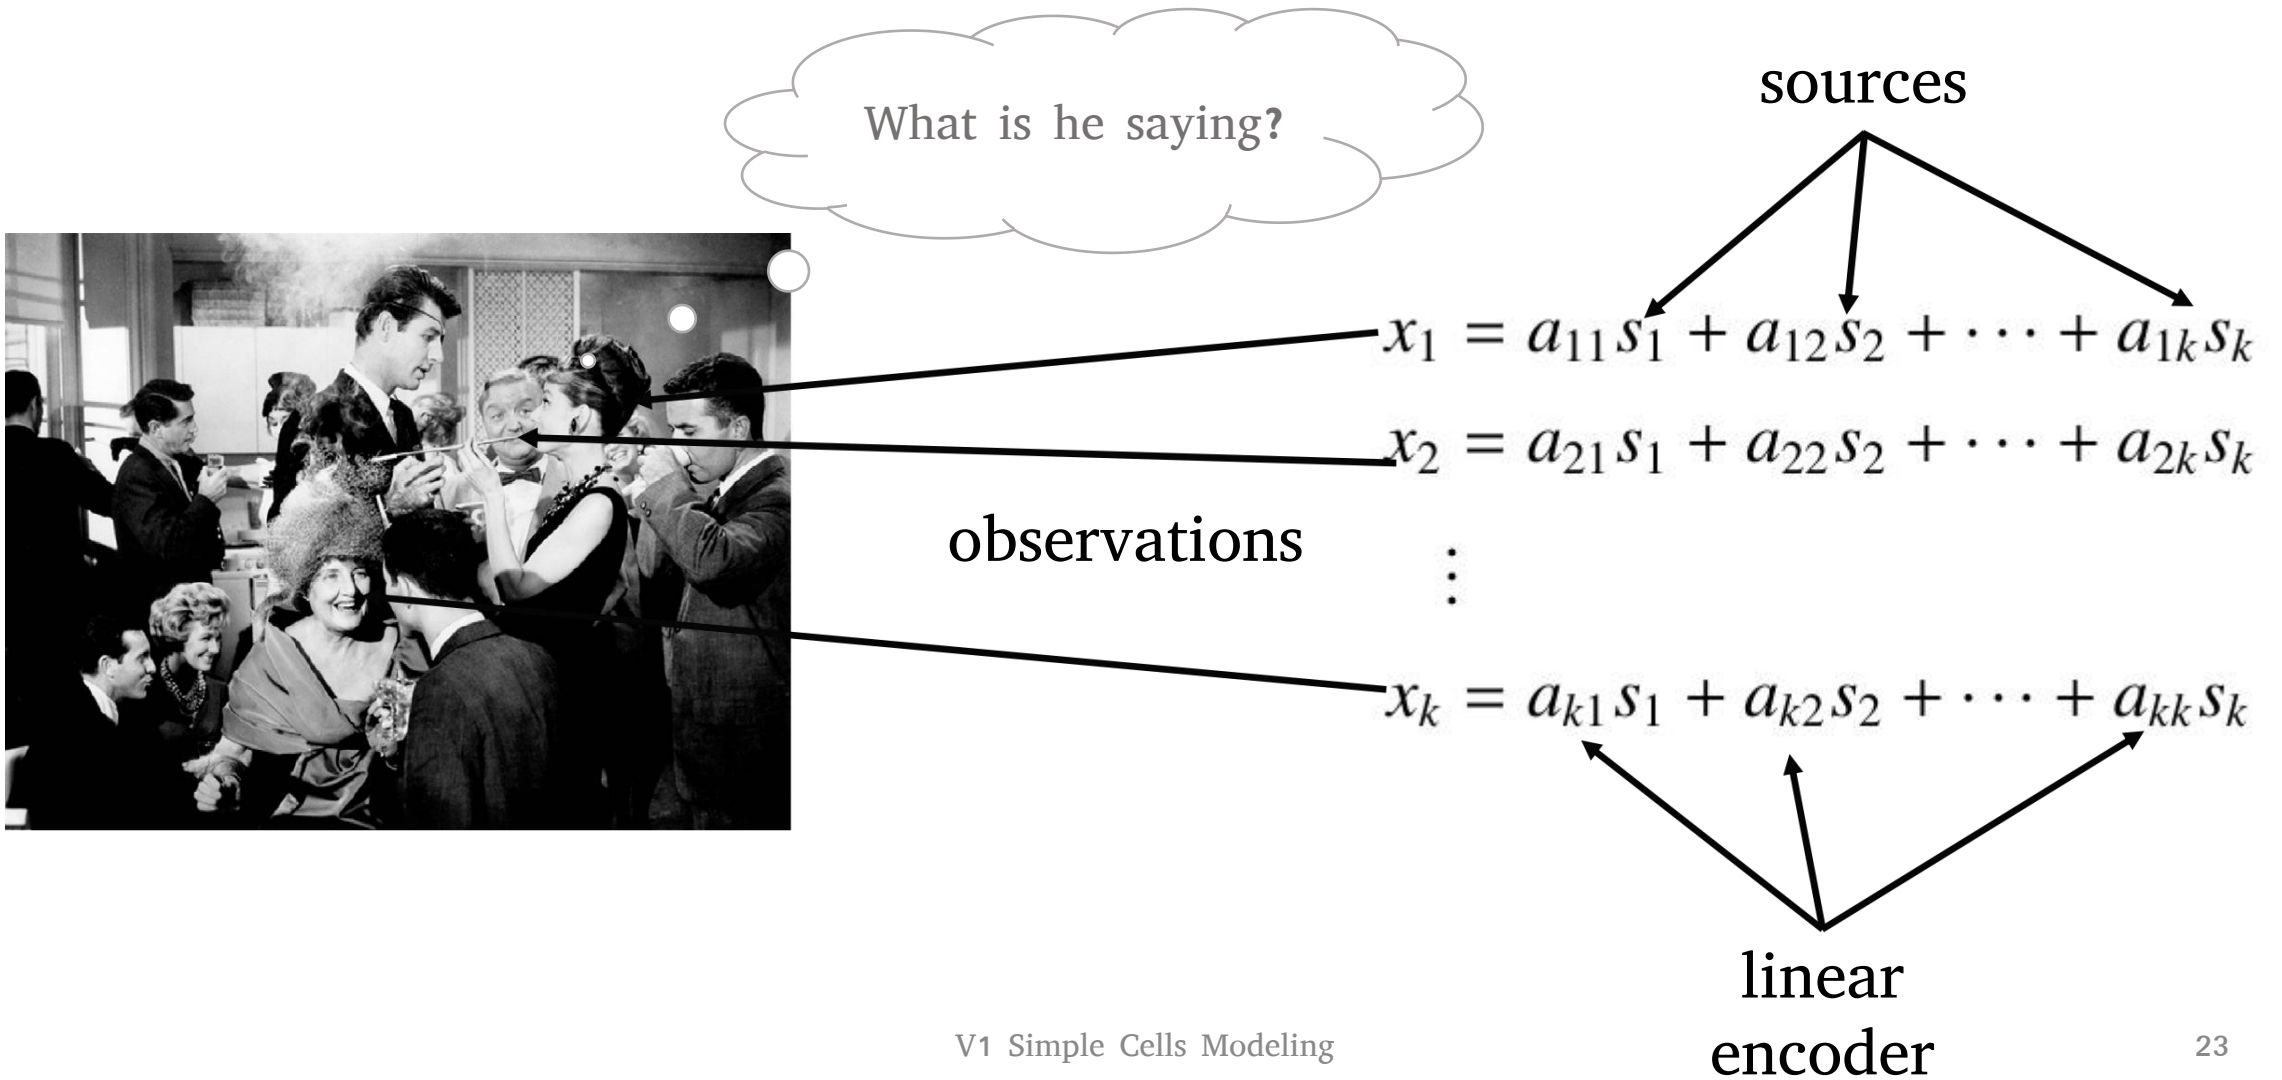 What is he saying?
sources
x₁ = a₁₁s₁ + a₁₂s₂ + · · · + a₁ₖsₖ
x₂ = a₂₁s₁ + a₂₂s₂ + · · · + a₂ₖsₖ
observations
⋮
xₖ = aₖ₁s₁ + aₖ₂s₂ + · · · + aₖₖsₖ
linear
encoder
V1 Simple Cells Modeling
23